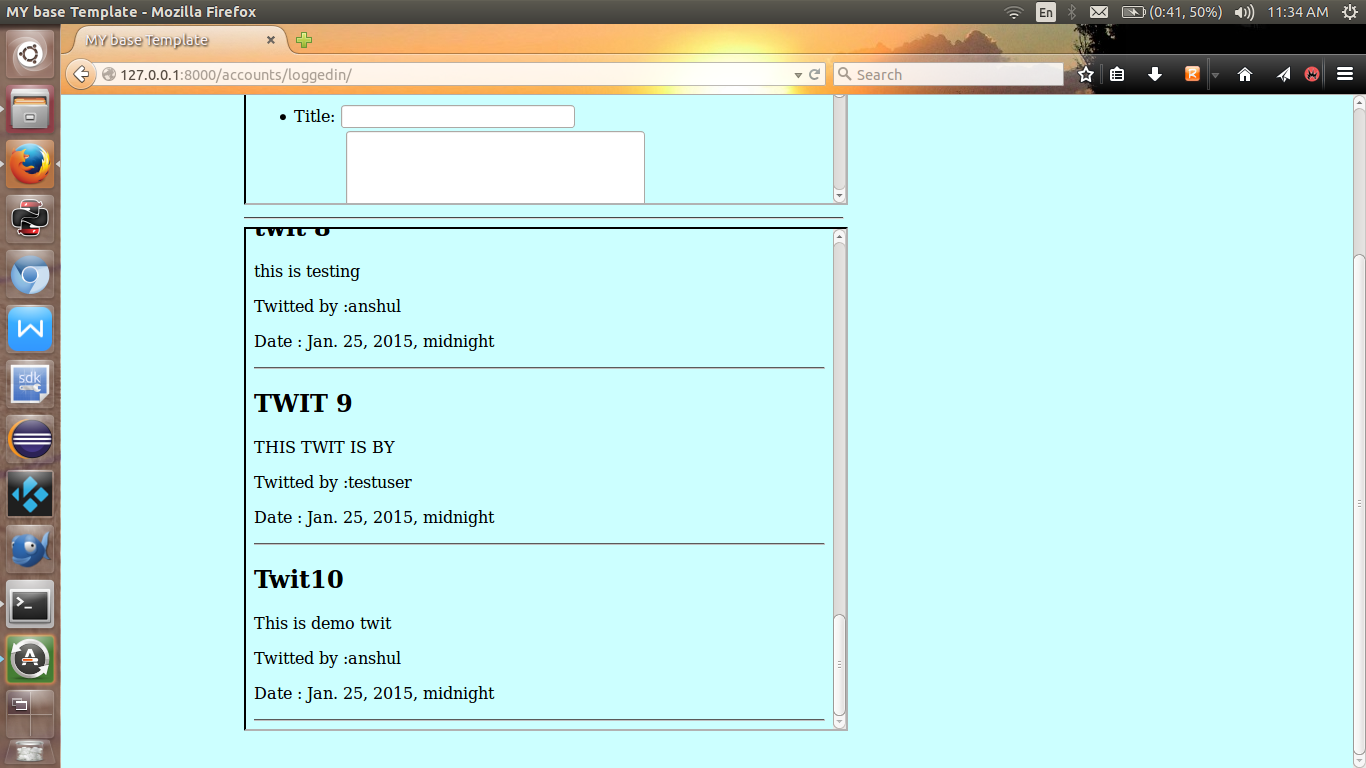 MY base Template - Mozilla Firefox
En
(0:41, 50%)
11:34 AM
MY base Template
127.0.0.1:8000/accounts/loggedin/
Search
Title:
twit 8
this is testing
Twitted by :anshul
Date : Jan. 25, 2015, midnight
TWIT 9
THIS TWIT IS BY
Twitted by :testuser
Date : Jan. 25, 2015, midnight
Twit10
This is demo twit
Twitted by :anshul
Date : Jan. 25, 2015, midnight
sdk